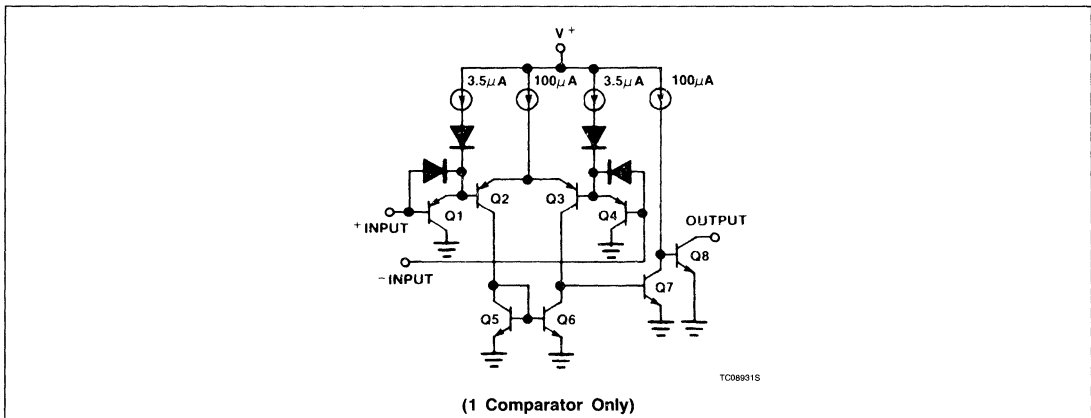 V +
3.5μA 100μA 3.5μA 100μA
Q1 Q2 Q3 Q4
+ INPUT
OUTPUT
Q8
− INPUT
Q7
Q5 Q6
TC08931S
(1 Comparator Only)